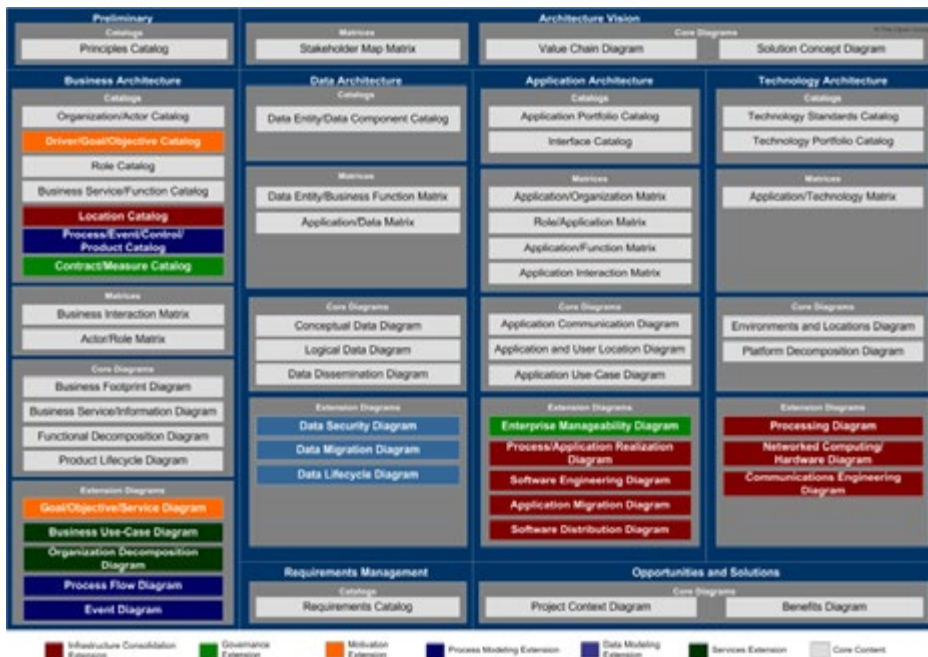 Preliminary
Catalogs
Principles Catalog
Matrices
Stakeholder Map Matrix
Architecture Vision
Core Diagrams
Value Chain Diagram
Solution Concept Diagram
Business Architecture
Catalogs
Organization/Actor Catalog
Driver/Goal/Objective Catalog
Role Catalog
Business Service/Function Catalog
Location Catalog
Process/Event/Control/
Product Catalog
Contract/Measure Catalog
Matrices
Business Interaction Matrix
Actor/Role Matrix
Core Diagrams
Business Footprint Diagram
Business Service/Information Diagram
Functional Decomposition Diagram
Product Lifecycle Diagram
Extension Diagrams
Goal/Objective/Service Diagram
Business Use-Case Diagram
Organization Decomposition
Diagram
Process Flow Diagram
Event Diagram
Data Architecture
Catalogs
Data Entity/Data Component Catalog
Matrices
Data Entity/Business Function Matrix
Application/Data Matrix
Core Diagrams
Conceptual Data Diagram
Logical Data Diagram
Data Dissemination Diagram
Extension Diagrams
Data Security Diagram
Data Migration Diagram
Data Lifecycle Diagram
Application Architecture
Catalogs
Application Portfolio Catalog
Interface Catalog
Matrices
Application/Organization Matrix
Role/Application Matrix
Application/Function Matrix
Application Interaction Matrix
Core Diagrams
Application Communication Diagram
Application and User Location Diagram
Application Use-Case Diagram
Extension Diagrams
Enterprise Manageability Diagram
Process/Application Realization
Diagram
Software Engineering Diagram
Application Migration Diagram
Software Distribution Diagram
Technology Architecture
Catalogs
Technology Standards Catalog
Technology Portfolio Catalog
Matrices
Application/Technology Matrix
Core Diagrams
Environments and Locations Diagram
Platform Decomposition Diagram
Extension Diagrams
Processing Diagram
Networked Computing/
Hardware Diagram
Communications Engineering
Diagram
Requirements Management
Catalogs
Requirements Catalog
Opportunities and Solutions
Core Diagrams
Project Context Diagram
Benefits Diagram
Infrastructure Consolidation
Extension
Governance
Extension
Motivation
Extension
Process Modeling Extension
Data Modeling
Extension
Services Extension
Core Content